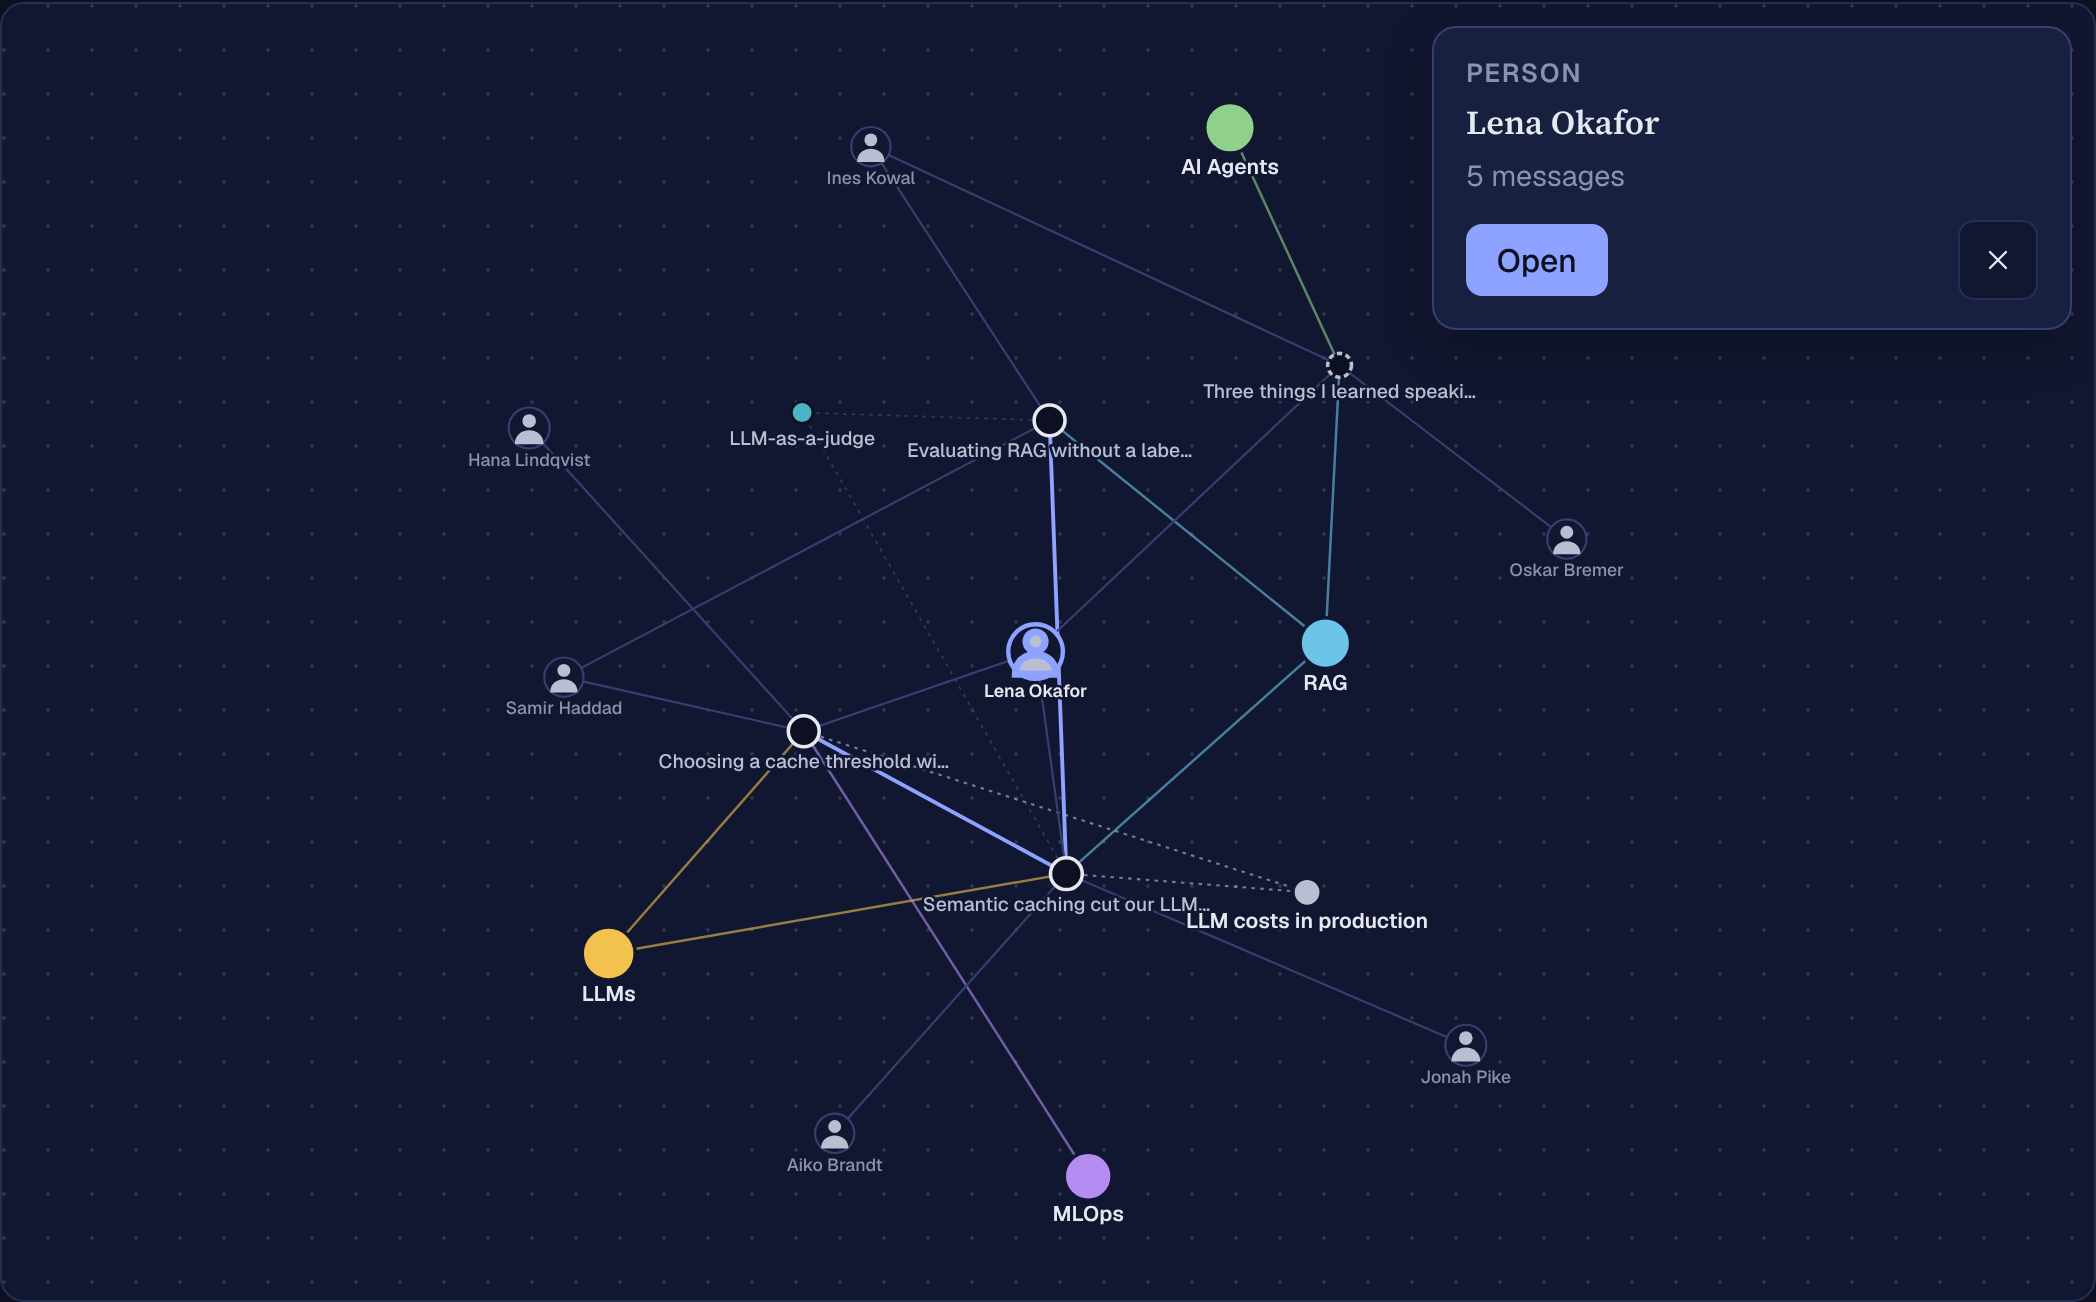 PERSON
Lena Okafor
5 messages
Open
Ines Kowal
AI Agents
Three things I learned speaki...
Hana Lindqvist
LLM-as-a-judge
Evaluating RAG without a labe...
Oskar Bremer
Samir Haddad
Lena Okafor
RAG
Choosing a cache threshold wi...
Semantic caching cut our LLM...
LLM costs in production
LLMs
Jonah Pike
Aiko Brandt
MLOps